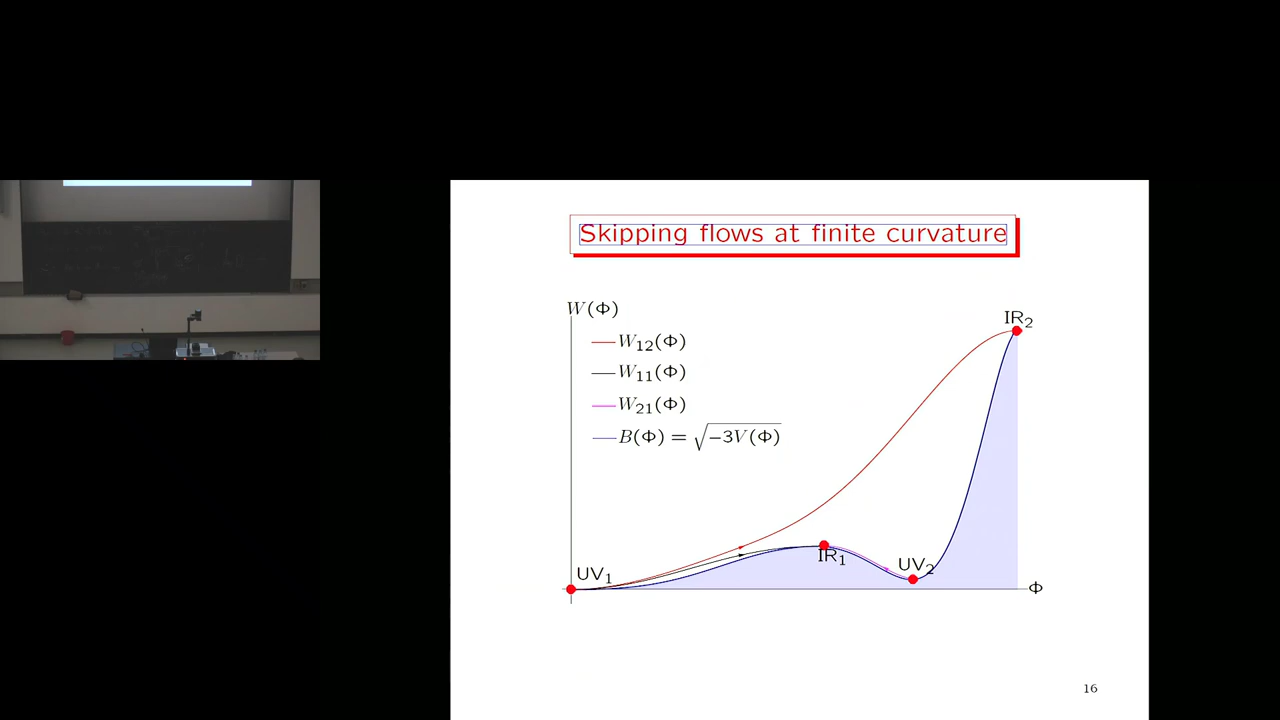 Skipping flows at finite curvature
W(Φ)
W₁₂(Φ)
W₁₁(Φ)
W₂₁(Φ)
B(Φ) = √−3V(Φ)
IR₂
IR₁
UV₂
UV₁
Φ
16